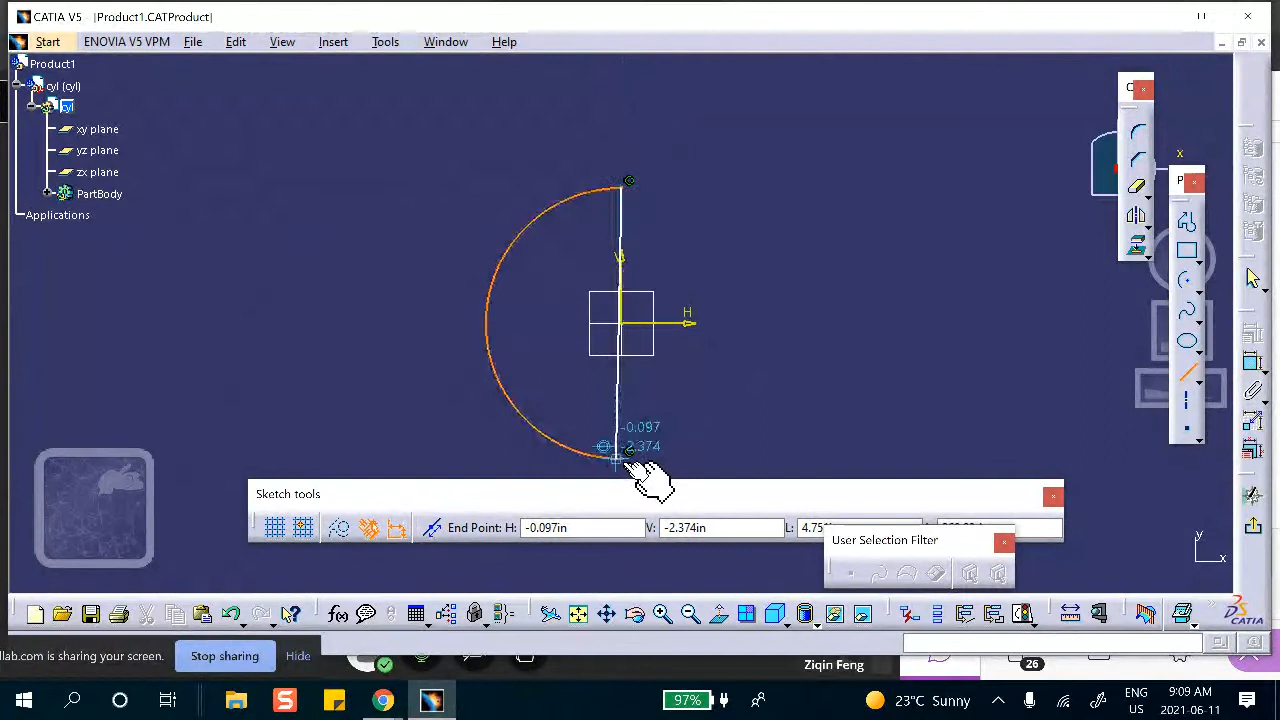 CATIA V5 - [Product1.CATProduct]
Start ENOVIA V5 VPM File Edit View Insert Tools Window Help
Product1
cyl (cyl)
cyl
xy plane
yz plane
zx plane
PartBody
Applications
C
x
P
V
H
-0.097
-2.374
Sketch tools
End Point: H: -0.097in V: -2.374in L:
User Selection Filter
y
x
CATIA
llab.com is sharing your screen. Stop sharing Hide
Ziqin Feng
26
97%
23°C Sunny
ENG
US
9:09 AM
2021-06-11